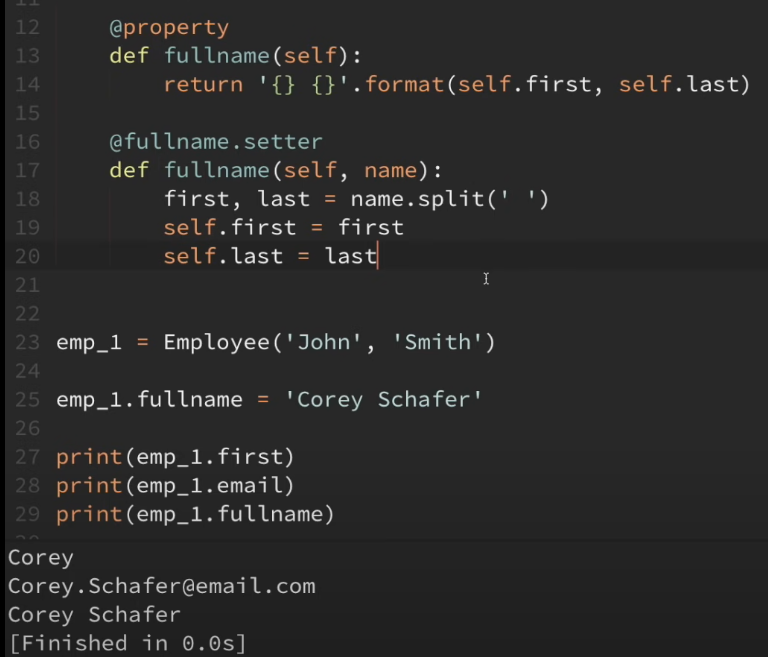 11
12 @property
13 def fullname(self):
14 return '{} {}'.format(self.first, self.last)
15
16 @fullname.setter
17 def fullname(self, name):
18 first, last = name.split(' ')
19 self.first = first
20 self.last = last
21
22
23 emp_1 = Employee('John', 'Smith')
24
25 emp_1.fullname = 'Corey Schafer'
26
27 print(emp_1.first)
28 print(emp_1.email)
29 print(emp_1.fullname)
Corey
Corey.Schafer@email.com
Corey Schafer
[Finished in 0.0s]